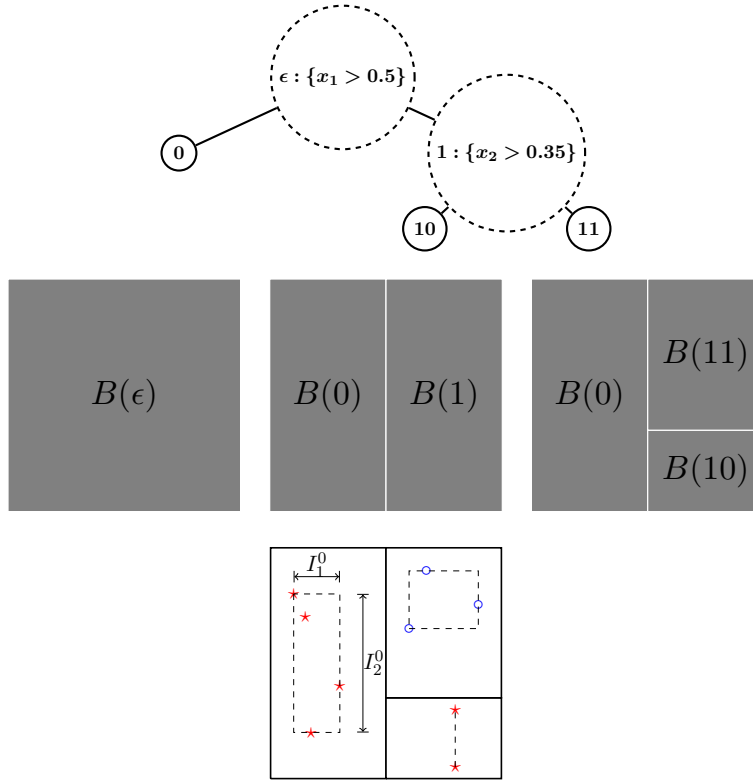 ϵ : {x₁ > 0.5}
0
1 : {x₂ > 0.35}
10
11
B(ϵ)
B(0)
B(1)
B(0)
B(11)
B(10)
I₁⁰
I₂⁰